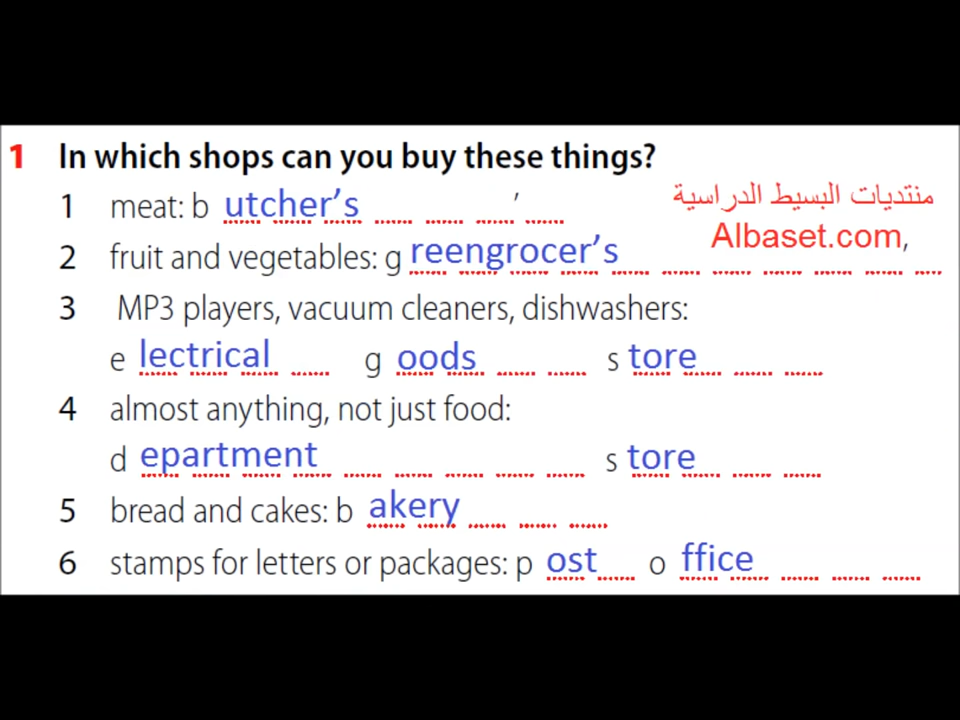 1 In which shops can you buy these things?
1 meat: b utcher's '
منتديات البسيط الدراسية
Albaset.com,
2 fruit and vegetables: g reengrocer's
3 MP3 players, vacuum cleaners, dishwashers:
e lectrical g oods s tore
4 almost anything, not just food:
d epartment s tore
5 bread and cakes: b akery
6 stamps for letters or packages: p ost o ffice